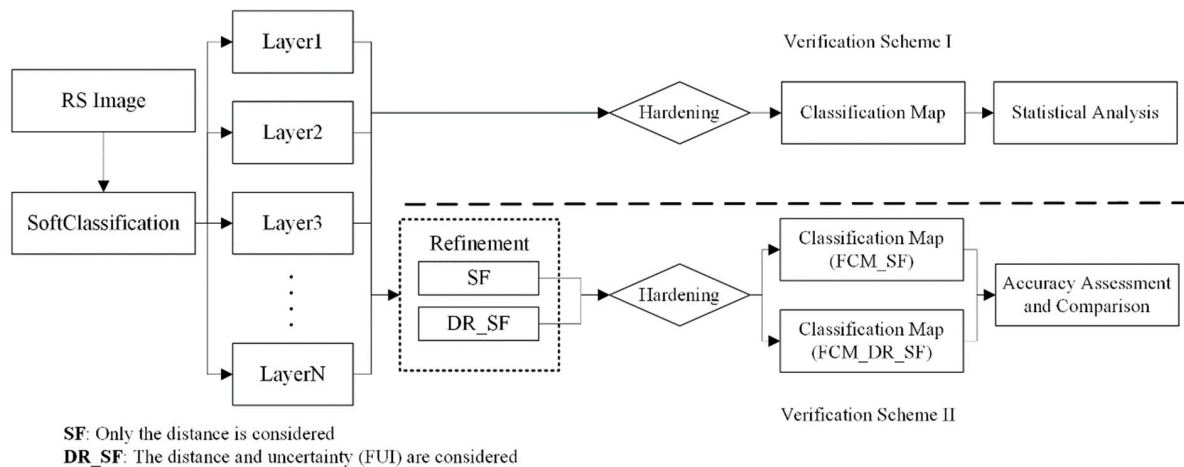 RS Image
SoftClassification
Layer1
Layer2
Layer3
LayerN
Verification Scheme I
Hardening
Classification Map
Statistical Analysis
Refinement
SF
DR_SF
Hardening
Classification Map
(FCM_SF)
Classification Map
(FCM_DR_SF)
Accuracy Assessment
and Comparison
Verification Scheme II
SF: Only the distance is considered
DR_SF: The distance and uncertainty (FUI) are considered